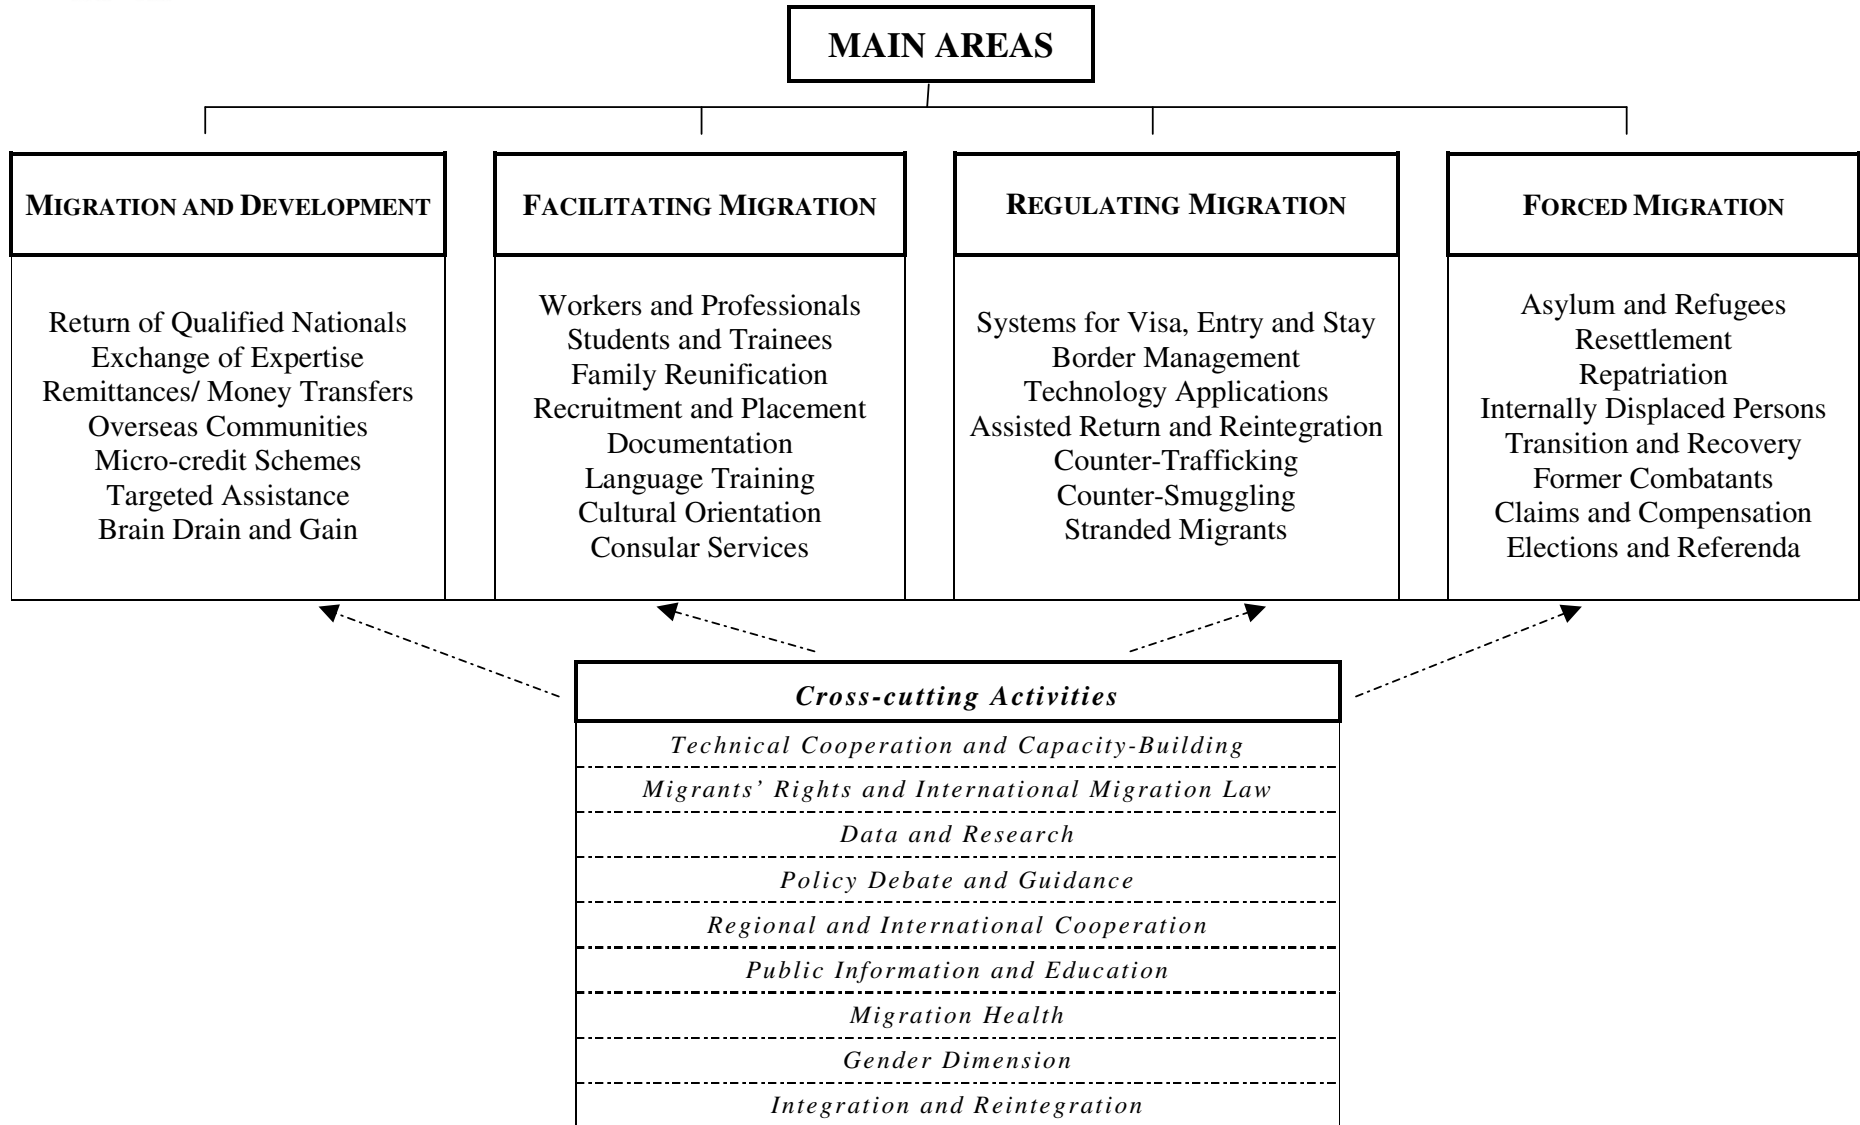 MAIN AREAS
MIGRATION AND DEVELOPMENT
Return of Qualified Nationals
Exchange of Expertise
Remittances/ Money Transfers
Overseas Communities
Micro-credit Schemes
Targeted Assistance
Brain Drain and Gain
FACILITATING MIGRATION
Workers and Professionals
Students and Trainees
Family Reunification
Recruitment and Placement
Documentation
Language Training
Cultural Orientation
Consular Services
REGULATING MIGRATION
Systems for Visa, Entry and Stay
Border Management
Technology Applications
Assisted Return and Reintegration
Counter-Trafficking
Counter-Smuggling
Stranded Migrants
FORCED MIGRATION
Asylum and Refugees
Resettlement
Repatriation
Internally Displaced Persons
Transition and Recovery
Former Combatants
Claims and Compensation
Elections and Referenda
Cross-cutting Activities
Technical Cooperation and Capacity-Building
Migrants’ Rights and International Migration Law
Data and Research
Policy Debate and Guidance
Regional and International Cooperation
Public Information and Education
Migration Health
Gender Dimension
Integration and Reintegration